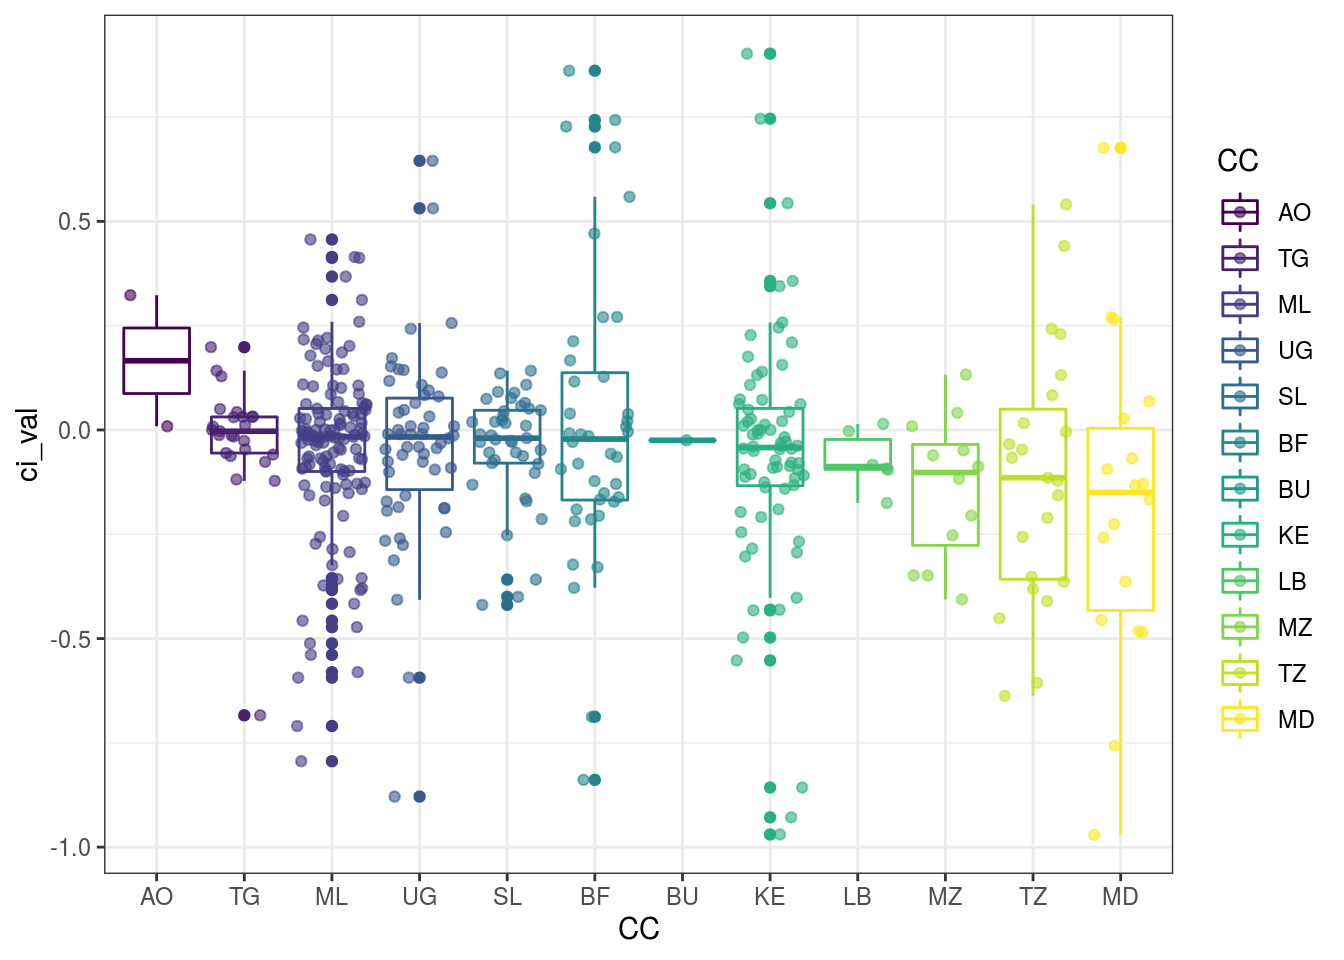 ci_val
0.5
0.0
-0.5
-1.0
AO TG ML UG SL BF BU KE LB MZ TZ MD
CC
CC
AO
TG
ML
UG
SL
BF
BU
KE
LB
MZ
TZ
MD